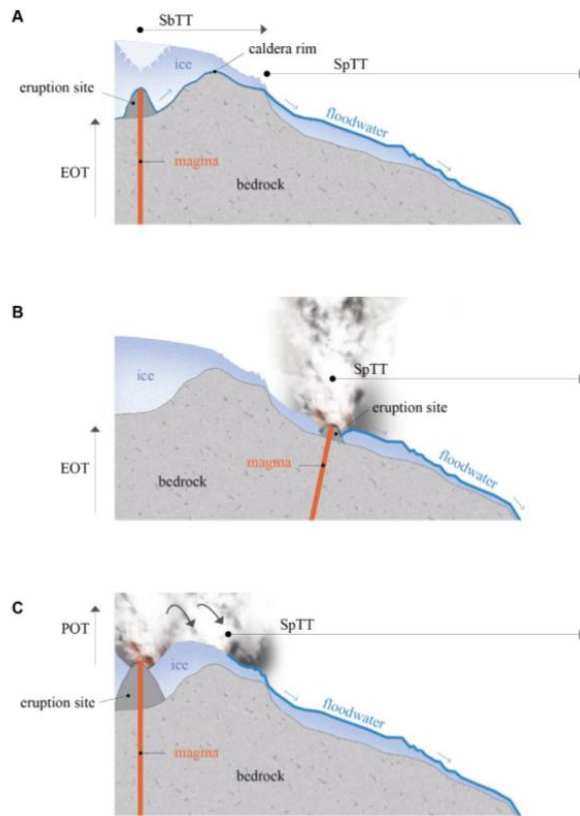 A
SbTT
caldera rim
ice
SpTT
eruption site
floodwater
EOT
magma
bedrock
B
SpTT
ice
eruption site
EOT
magma
floodwater
bedrock
C
POT
SpTT
ice
eruption site
floodwater
magma
bedrock